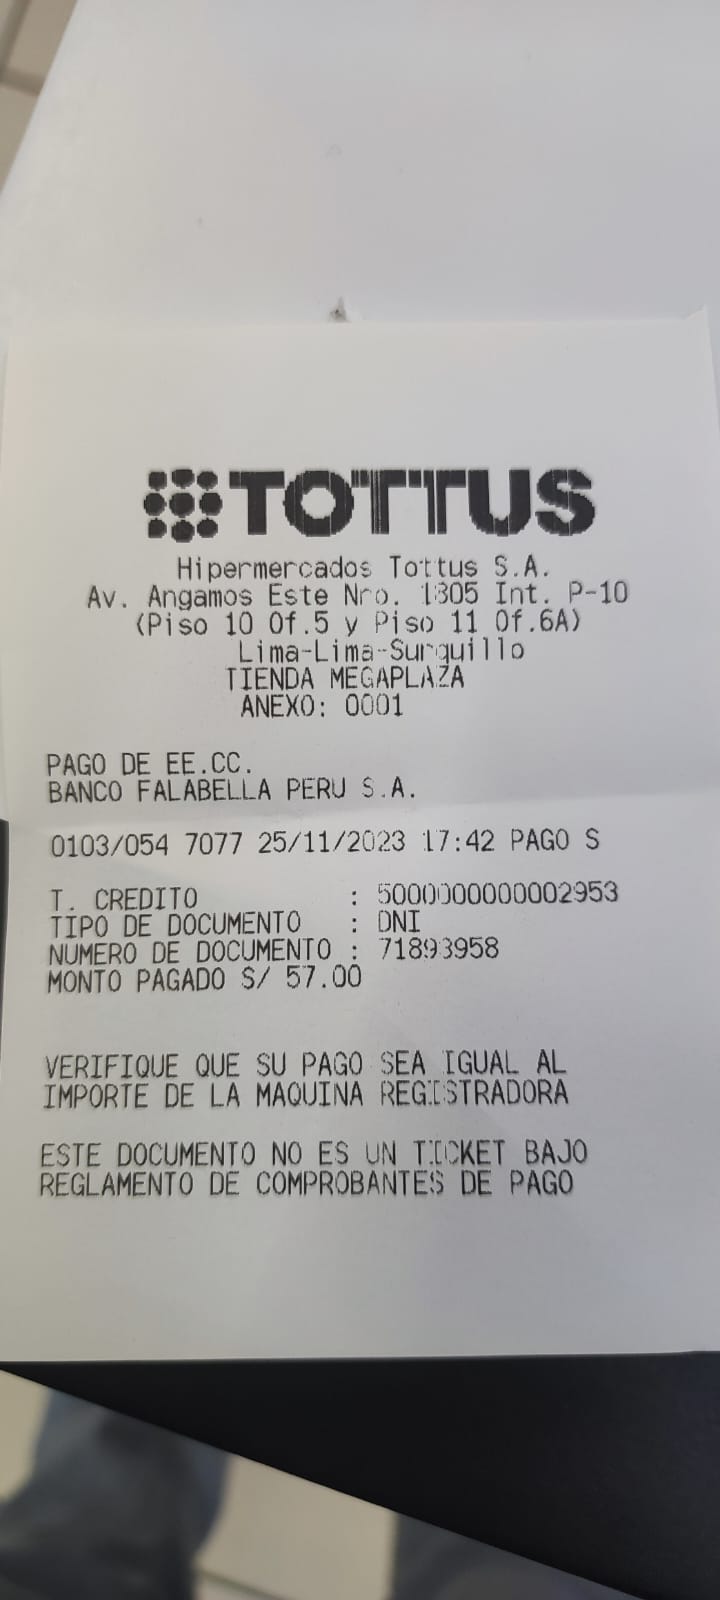 TOTTUS
Hipermercados Tottus S.A.
Av. Angamos Este Nro. 1805 Int. P-10
(Piso 10 Of.5 y Piso 11 Of.6A)
Lima-Lima-Surquillo
TIENDA MEGAPLAZA
ANEXO: 0001
PAGO DE EE.CC.
BANCO FALABELLA PERU S.A.
0103/054 7077 25/11/2023 17:42 PAGO S
T. CREDITO : 5000000000002953
TIPO DE DOCUMENTO : DNI
NUMERO DE DOCUMENTO : 71893958
MONTO PAGADO S/ 57.00
VERIFIQUE QUE SU PAGO SEA IGUAL AL
IMPORTE DE LA MAQUINA REGISTRADORA
ESTE DOCUMENTO NO ES UN TICKET BAJO
REGLAMENTO DE COMPROBANTES DE PAGO